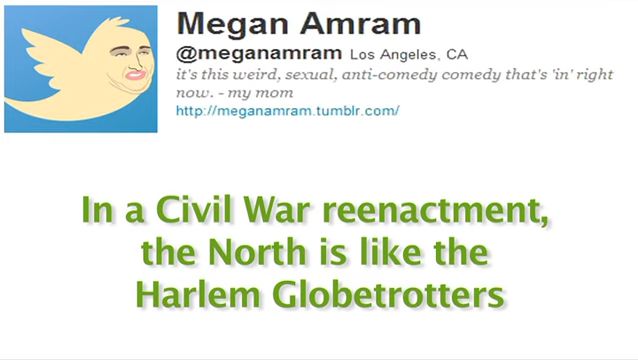 Megan Amram
@meganamram Los Angeles, CA
it's this weird, sexual, anti-comedy comedy that's 'in' right
now. - my mom
http://meganamram.tumblr.com/
In a Civil War reenactment,
the North is like the
Harlem Globetrotters